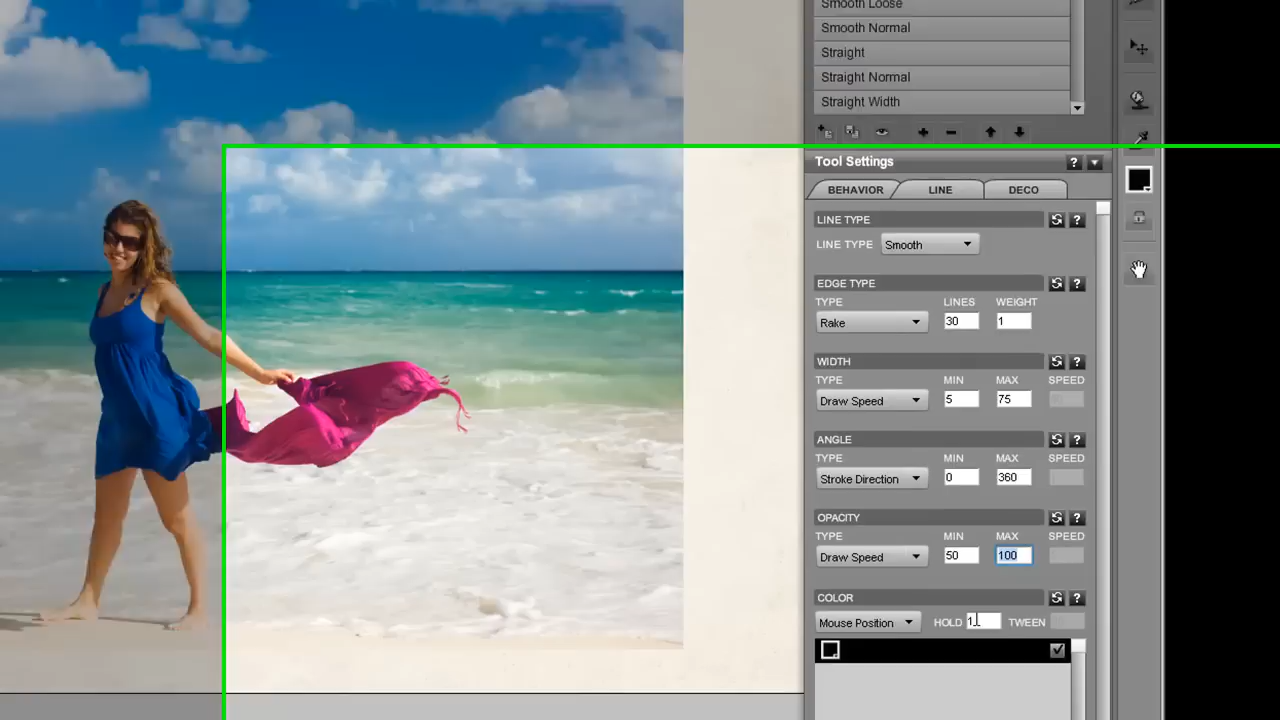 Smooth Loose
Smooth Normal
Straight
Straight Normal
Straight Width
Tool Settings ?
BEHAVIOR LINE DECO
LINE TYPE ?
LINE TYPE Smooth
EDGE TYPE ?
TYPE LINES WEIGHT
Rake 30 1
WIDTH ?
TYPE MIN MAX SPEED
Draw Speed 5 75
ANGLE ?
TYPE MIN MAX SPEED
Stroke Direction 0 360
OPACITY ?
TYPE MIN MAX SPEED
Draw Speed 50 100
COLOR ?
Mouse Position HOLD 1 TWEEN